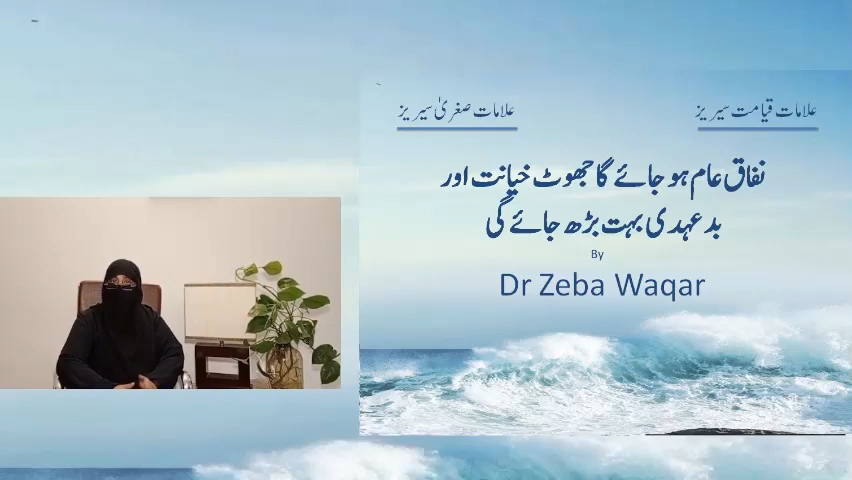 علامات قیامت سیریز
علامات صغریٰ سیریز
نفاق عام ہو جائے گا جھوٹ خیانت اور
بد عہدی بہت بڑھ جائے گی
By
Dr Zeba Waqar